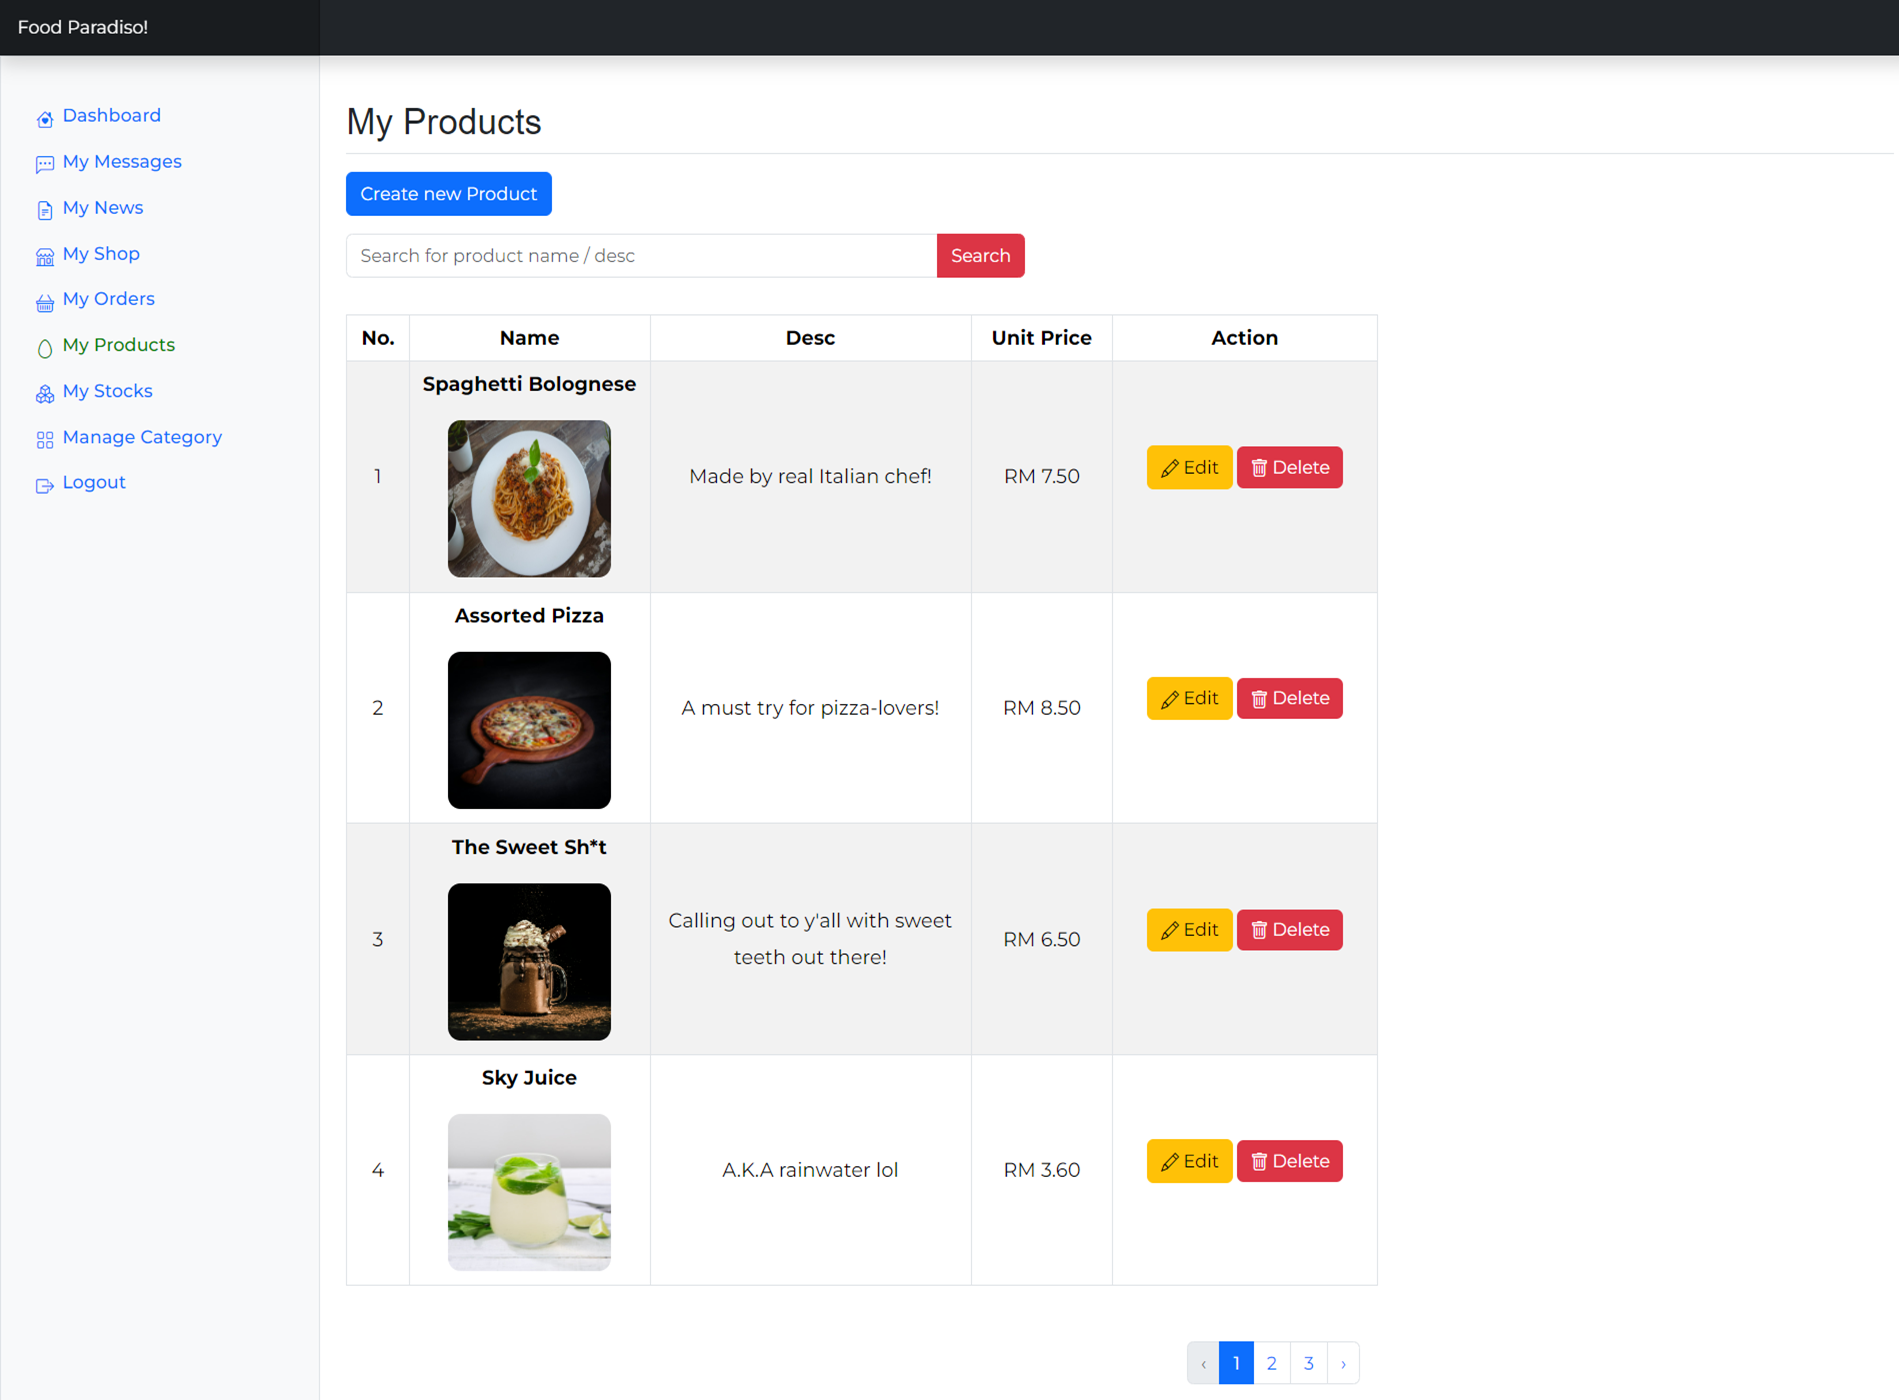 Food Paradiso!
Dashboard
My Messages
My News
My Shop
My Orders
My Products
My Stocks
Manage Category
Logout
My Products
Create new Product
Search for product name / desc
Search
No. Name Desc Unit Price Action
Spaghetti Bolognese
1 Made by real Italian chef! RM 7.50 Edit Delete
Assorted Pizza
2 A must try for pizza-lovers! RM 8.50 Edit Delete
The Sweet Sh*t
3 Calling out to y'all with sweet
teeth out there! RM 6.50 Edit Delete
Sky Juice
4 A.K.A rainwater lol RM 3.60 Edit Delete
‹ 1 2 3 ›